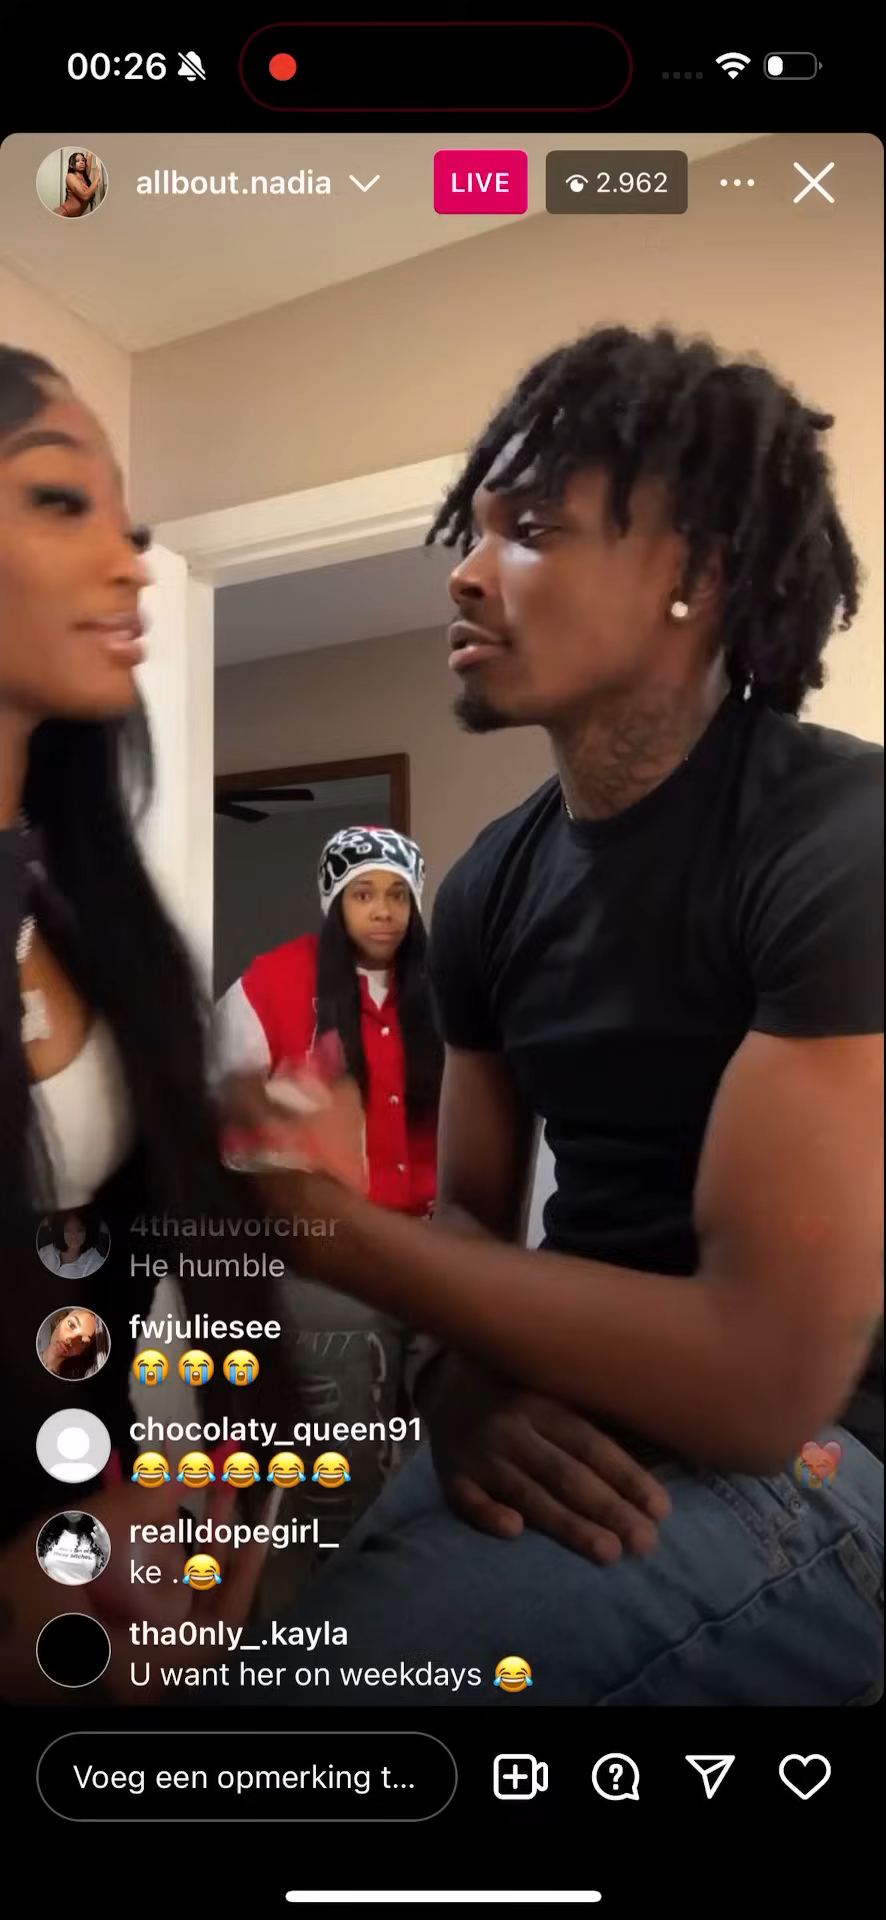 00:26
allbout.nadia
LIVE
2.962
4thaluvofchar
He humble
fwjuliesee
😭😭😭
chocolaty_queen91
😂😂😂😂😂
realldopegirl_
ke .😂
tha0nly_.kayla
U want her on weekdays 😂
Voeg een opmerking t...